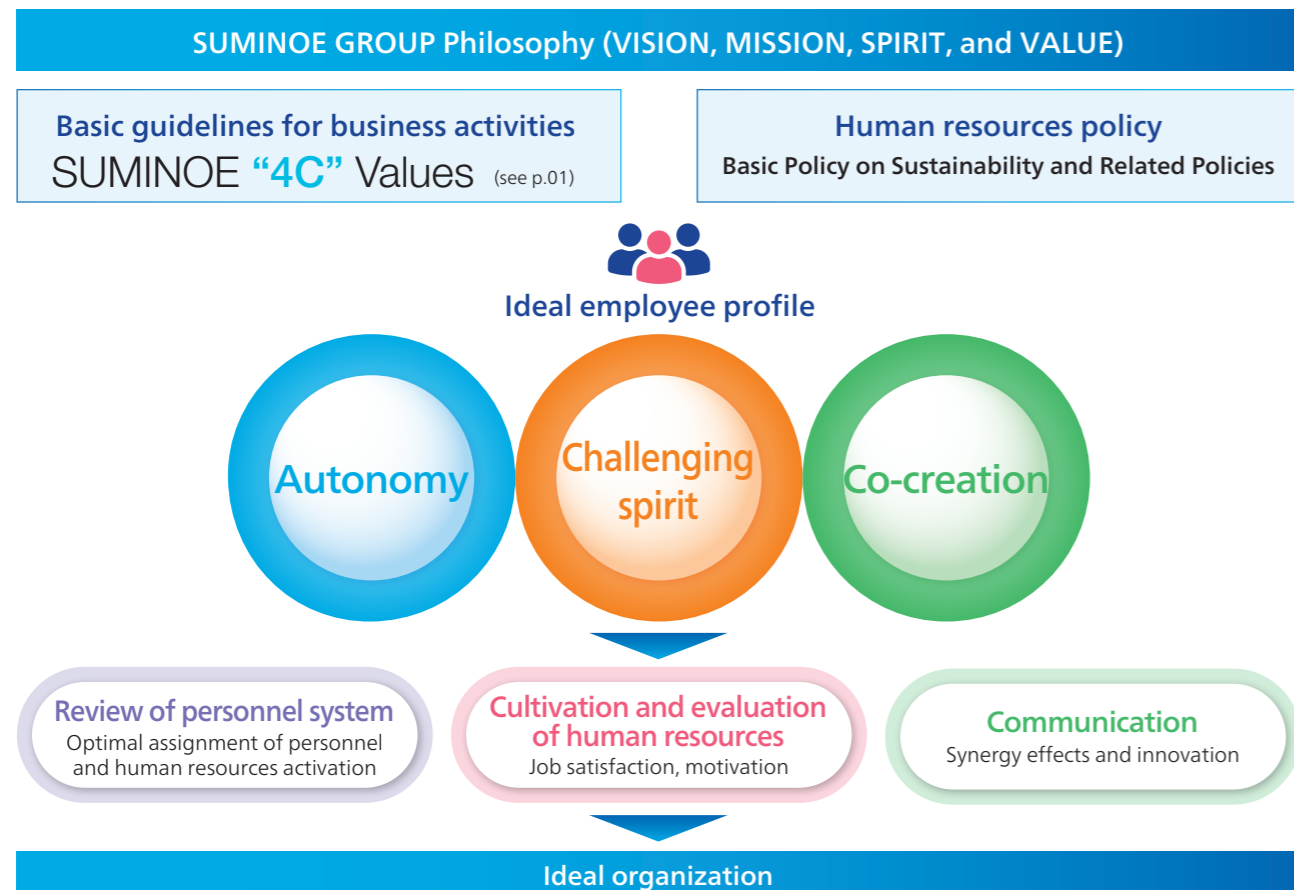 SUMINOE GROUP Philosophy (VISION, MISSION, SPIRIT, and VALUE)
Basic guidelines for business activities
SUMINOE “4C” Values (see p.01)
Human resources policy
Basic Policy on Sustainability and Related Policies
Ideal employee profile
Autonomy
Challenging
spirit
Co-creation
Review of personnel system
Optimal assignment of personnel
and human resources activation
Cultivation and evaluation
of human resources
Job satisfaction, motivation
Communication
Synergy effects and innovation
Ideal organization